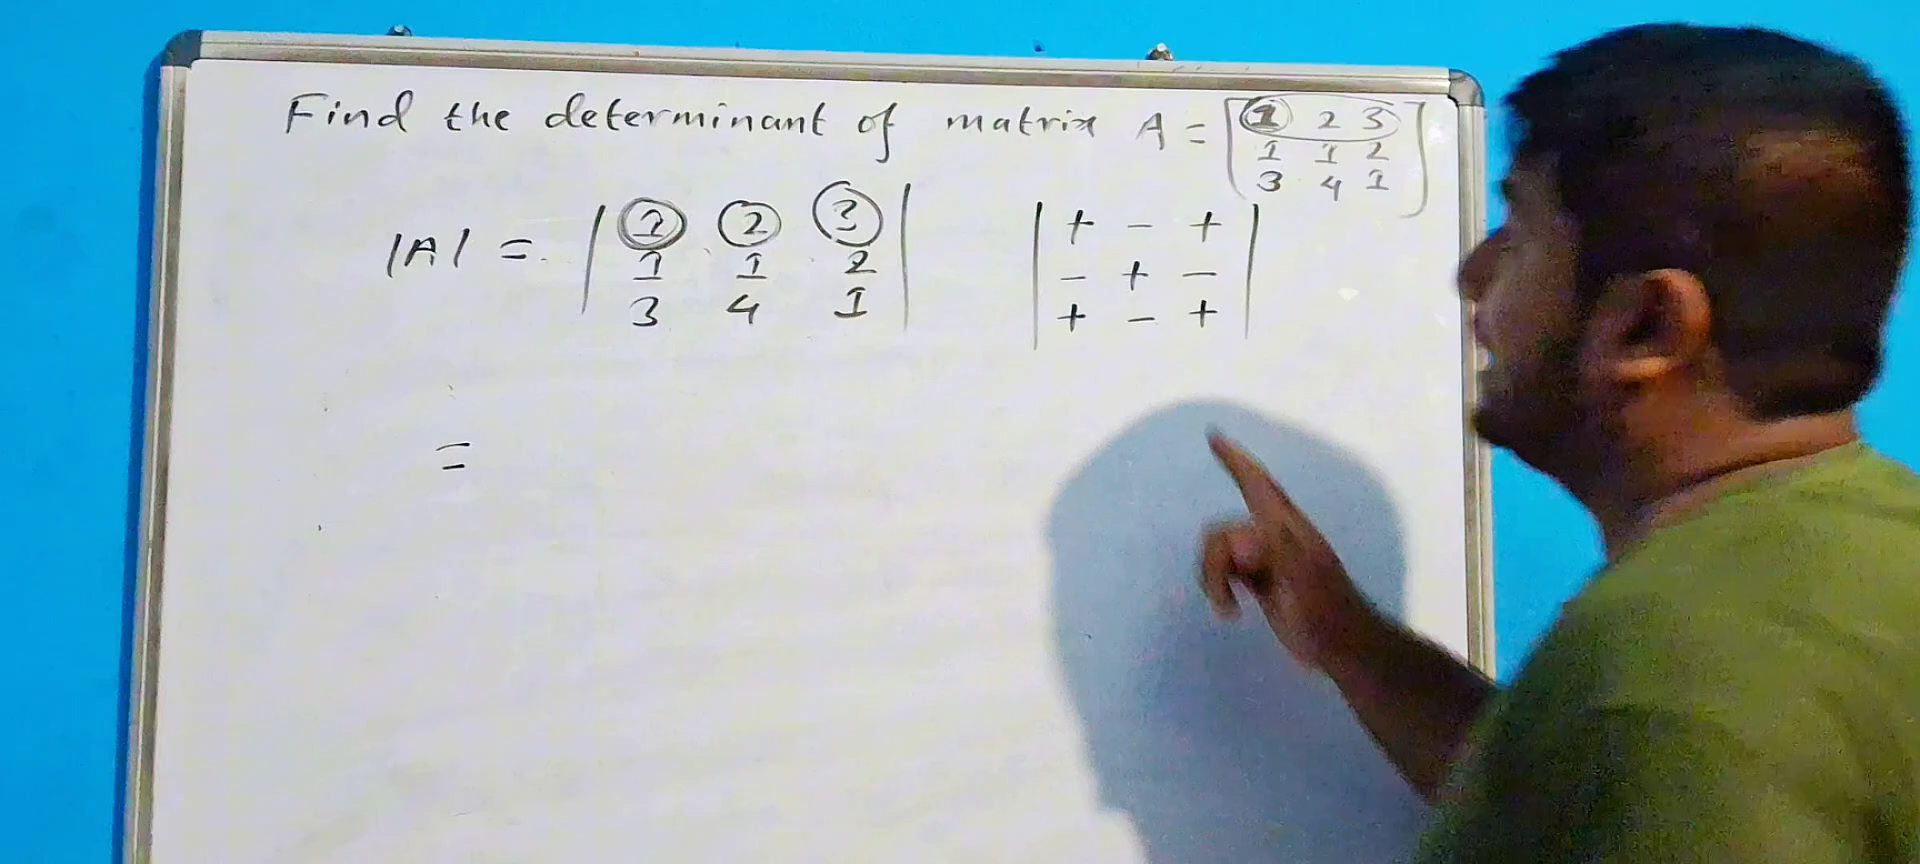 Find the determinant of matrix A = [1 2 3
1 1 2
3 4 1]
|A| = |1 2 3|
1 1 2
3 4 1
|+ - +|
- + -
+ - +
=